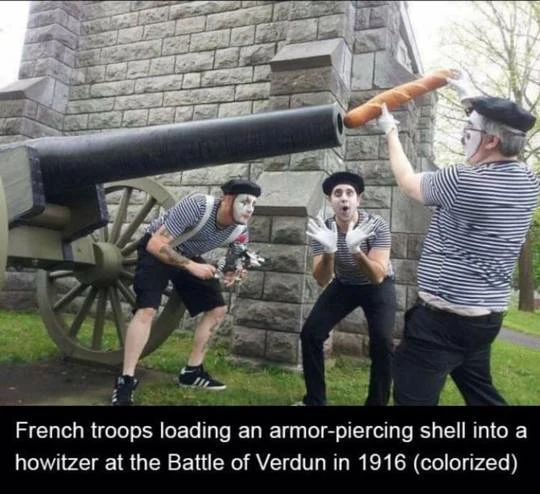 French troops loading an armor-piercing shell into a
howitzer at the Battle of Verdun in 1916 (colorized)